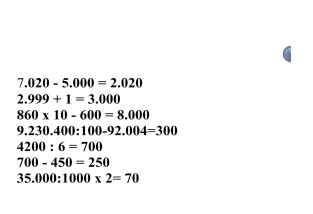 7.020 - 5.000 = 2.020
2.999 + 1 = 3.000
860 x 10 - 600 = 8.000
9.230.400:100-92.004=300
4200 : 6 = 700
700 - 450 = 250
35.000:1000 x 2= 70